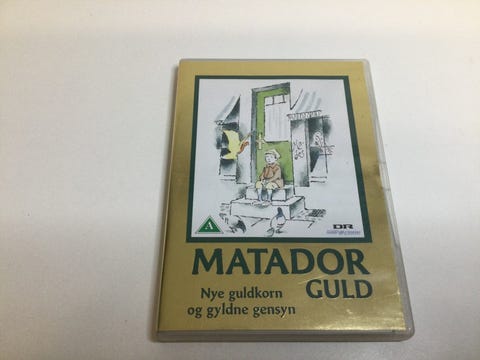 A
DR
MATADOR
GULD
Nye guldkorn
og gyldne gensyn